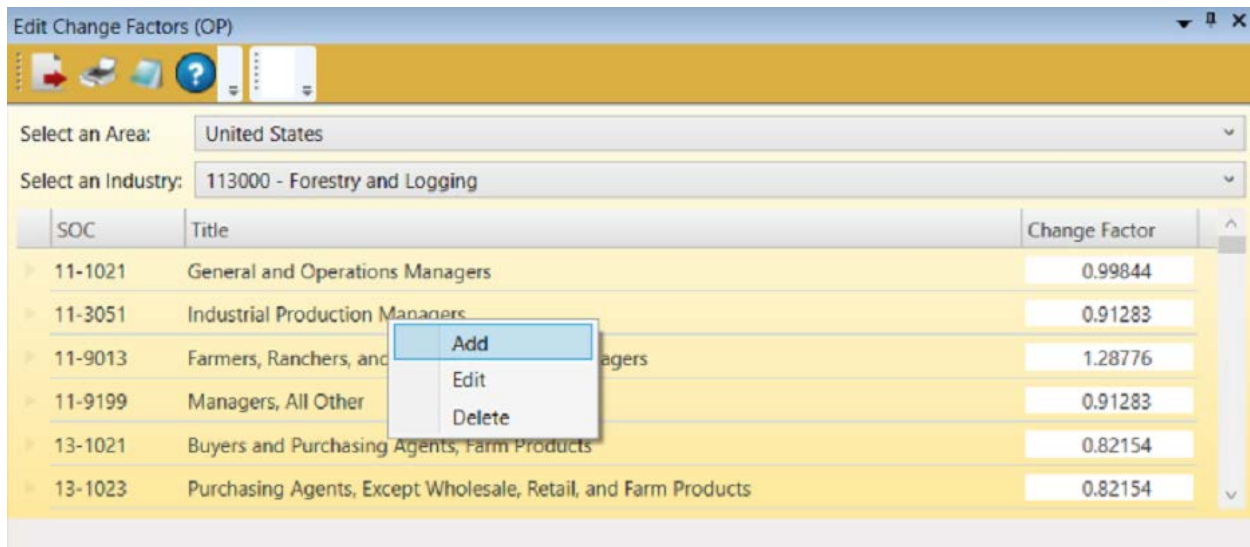 Edit Change Factors (OP)
Select an Area: United States
Select an Industry: 113000 - Forestry and Logging
SOC Title Change Factor
11-1021 General and Operations Managers 0.99844
11-3051 Industrial Production Managers 0.91283
Add
11-9013 Farmers, Ranchers, and agers 1.28776
Edit
11-9199 Managers, All Other 0.91283
Delete
13-1021 Buyers and Purchasing Agents, Farm Products 0.82154
13-1023 Purchasing Agents, Except Wholesale, Retail, and Farm Products 0.82154